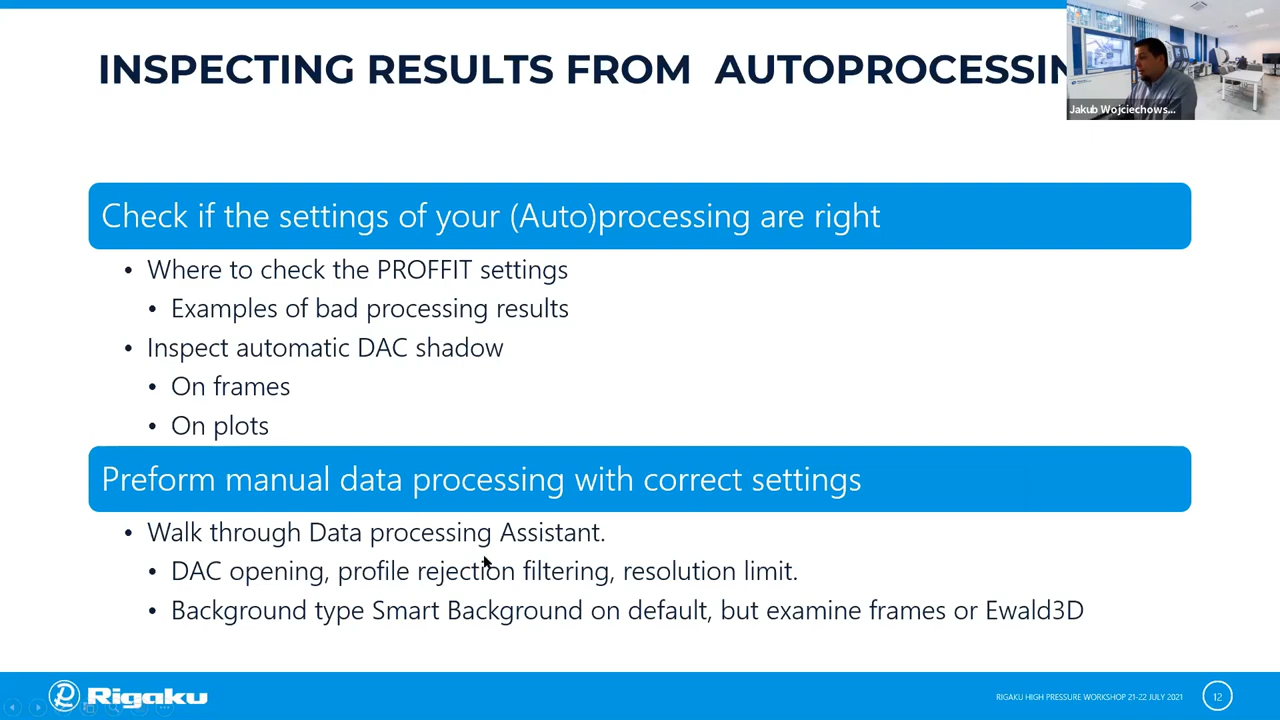 INSPECTING RESULTS FROM AUTOPROCESSIN
Jakub Wojciechows...
Check if the settings of your (Auto)processing are right
• Where to check the PROFFIT settings
• Examples of bad processing results
• Inspect automatic DAC shadow
• On frames
• On plots
Preform manual data processing with correct settings
• Walk through Data processing Assistant.
• DAC opening, profile rejection filtering, resolution limit.
• Background type Smart Background on default, but examine frames or Ewald3D
Rigaku
RIGAKU HIGH PRESSURE WORKSHOP 21-22 JULY 2021
12